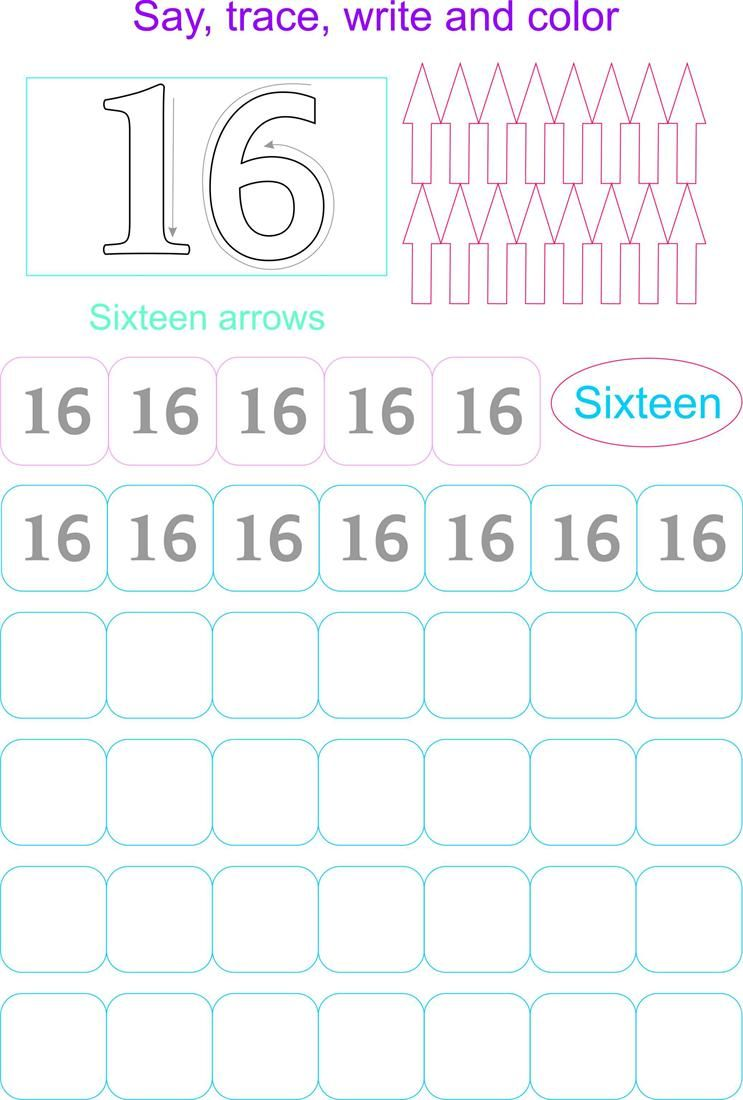 Say, trace, write and color
16
Sixteen arrows
16 16 16 16 16 Sixteen
16 16 16 16 16 16 16